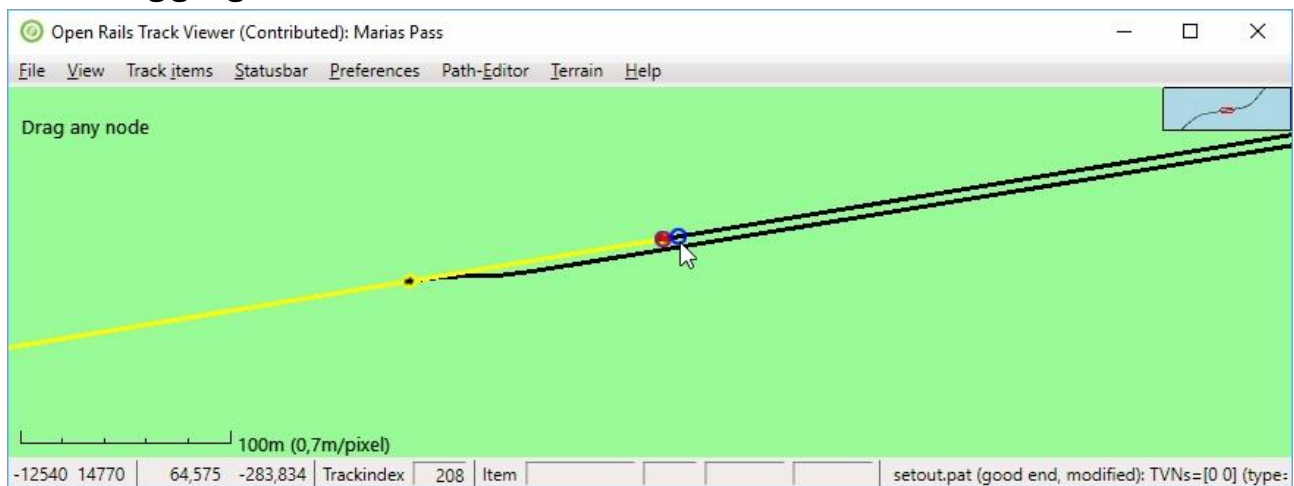 Open Rails Track Viewer (Contributed): Marias Pass
File View Track items Statusbar Preferences Path-Editor Terrain Help
Drag any node
100m (0,7m/pixel)
-12540 14770 64,575 -283,834 Trackindex 208 Item setout.pat (good end, modified): TVNs=[0 0] (type=